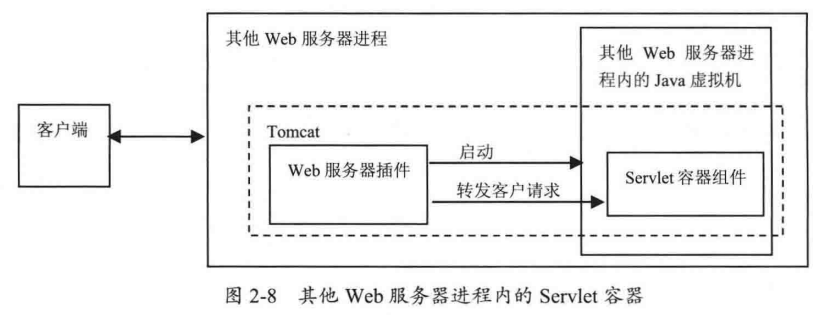 其他 Web 服务器进程
其他 Web 服务器进
程内的 Java 虚拟机
客户端
Tomcat
Web 服务器插件
启动
转发客户请求
Servlet 容器组件
图 2-8 其他 Web 服务器进程内的 Servlet 容器